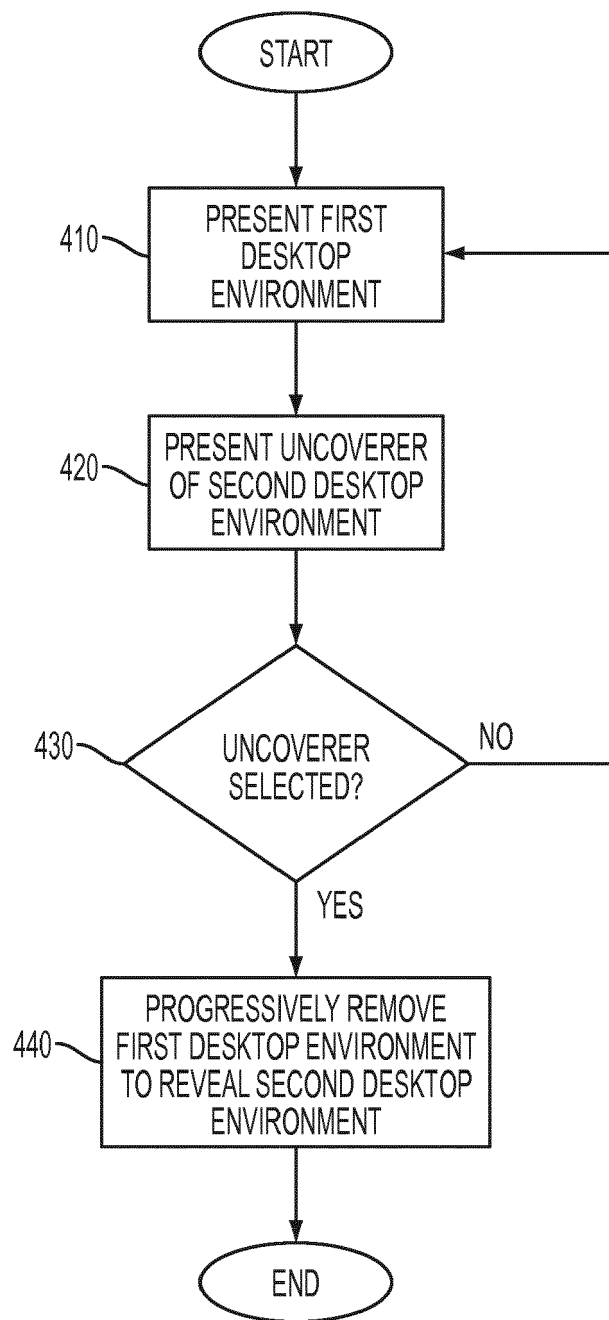 START
410
PRESENT FIRST
DESKTOP
ENVIRONMENT
420
PRESENT UNCOVERER
OF SECOND DESKTOP
ENVIRONMENT
430
UNCOVERER
SELECTED?
NO
YES
440
PROGRESSIVELY REMOVE
FIRST DESKTOP ENVIRONMENT
TO REVEAL SECOND DESKTOP
ENVIRONMENT
END